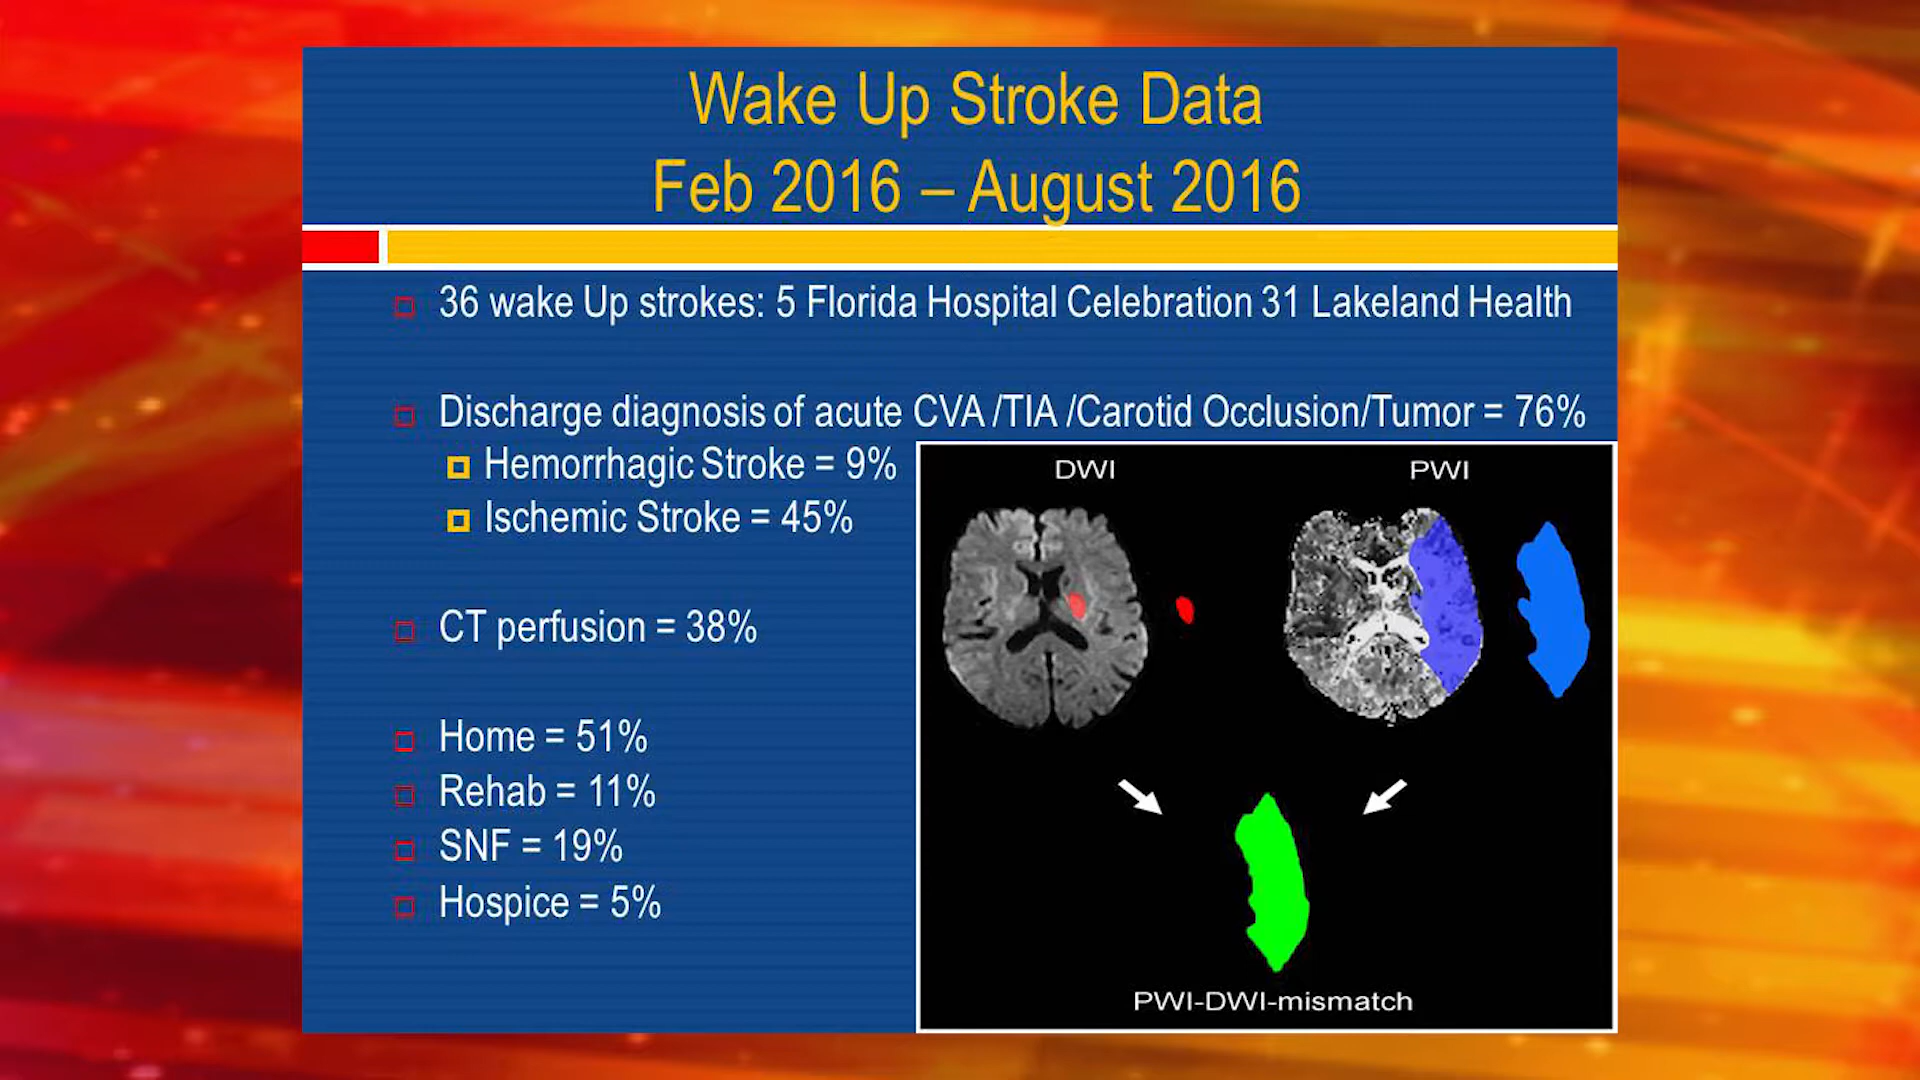 Wake Up Stroke Data
Feb 2016 – August 2016
36 wake Up strokes: 5 Florida Hospital Celebration 31 Lakeland Health
Discharge diagnosis of acute CVA /TIA /Carotid Occlusion/Tumor = 76%
Hemorrhagic Stroke = 9%
Ischemic Stroke = 45%
CT perfusion = 38%
Home = 51%
Rehab = 11%
SNF = 19%
Hospice = 5%
DWI
PWI
PWI-DWI-mismatch